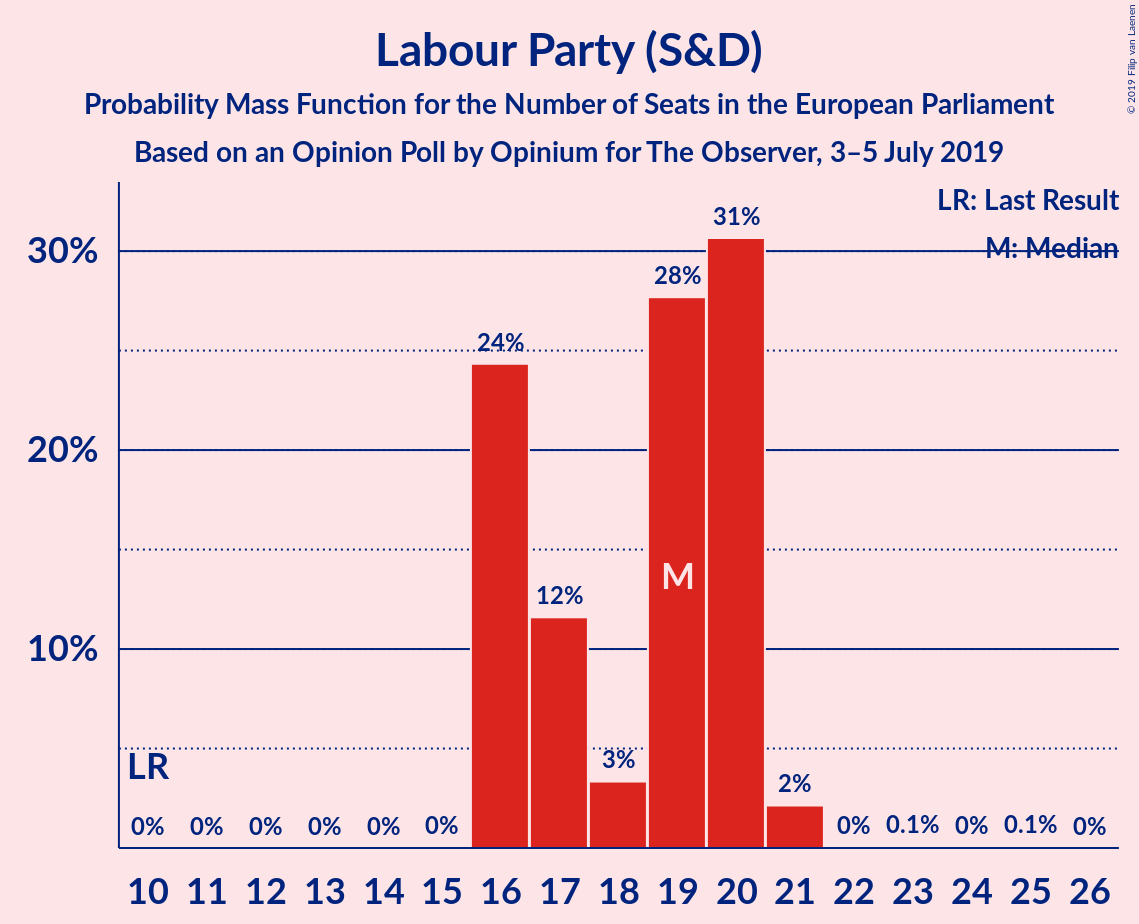 Labour Party (S&D)
Probability Mass Function for the Number of Seats in the European Parliament
Based on an Opinion Poll by Opinium for The Observer, 3–5 July 2019
© 2019 Filip van Laenen
LR: Last Result
M: Median
30%
20%
10%
31%
28%
24%
12%
3%
2%
M
LR
0% 0% 0% 0% 0% 0% 0% 0.1% 0% 0.1% 0%
10 11 12 13 14 15 16 17 18 19 20 21 22 23 24 25 26